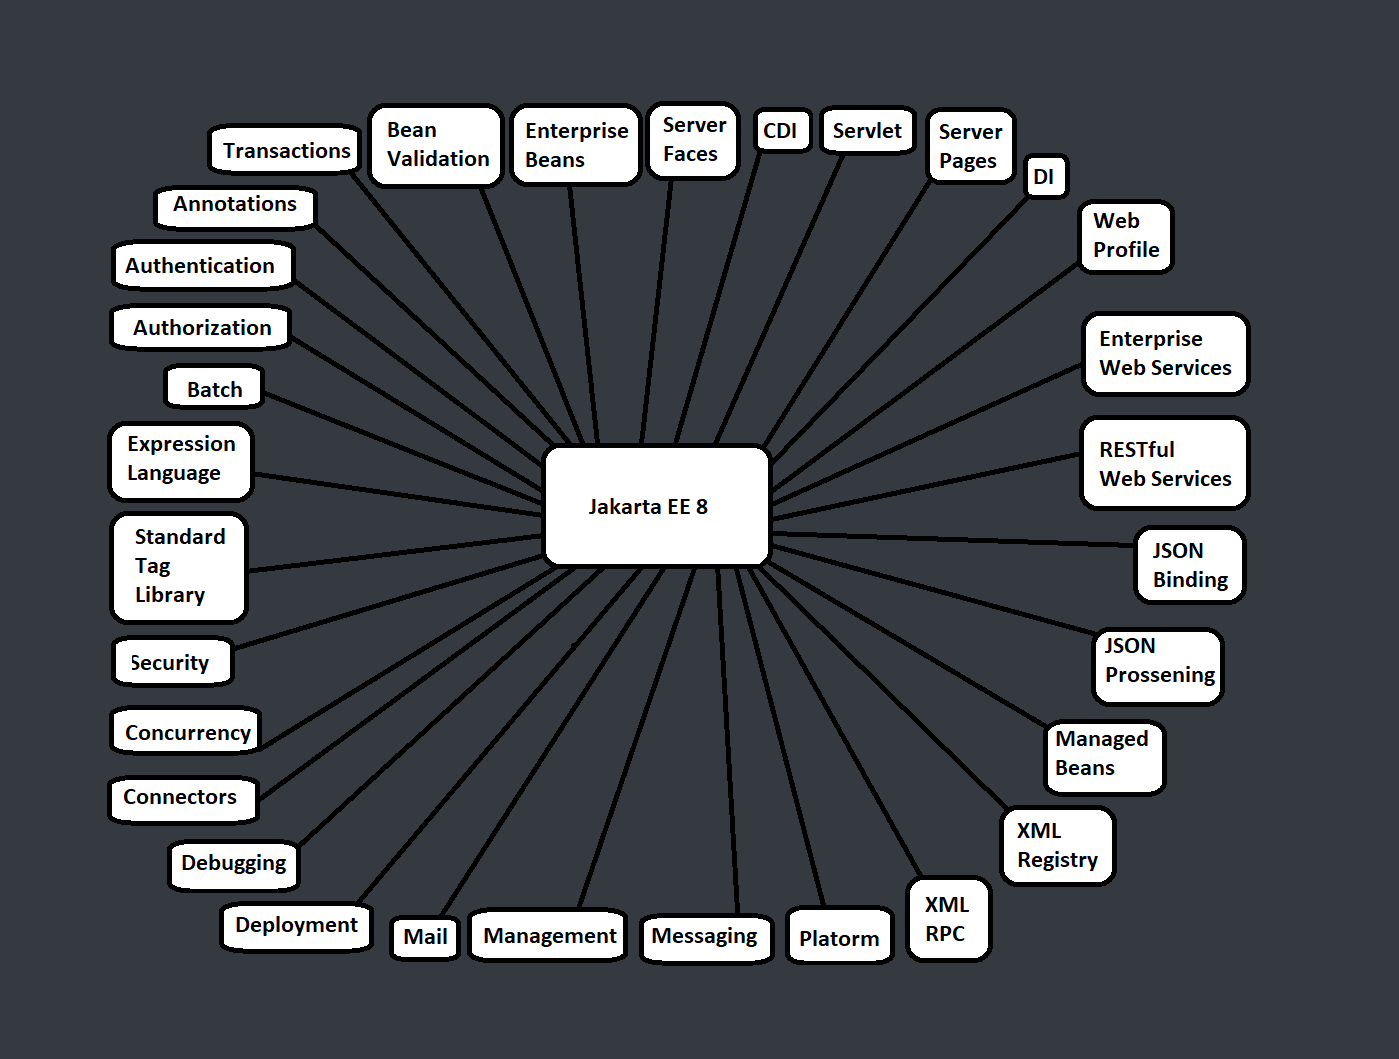 Transactions
Bean
Validation
Enterprise
Beans
Server
Faces
CDI
Servlet
Server
Pages
DI
Web
Profile
Enterprise
Web Services
RESTful
Web Services
JSON
Binding
JSON
Prossening
Managed
Beans
XML
Registry
XML
RPC
Platorm
Messaging
Management
Mail
Deployment
Debugging
Connectors
Concurrency
Security
Standard
Tag
Library
Expression
Language
Batch
Authorization
Authentication
Annotations
Jakarta EE 8